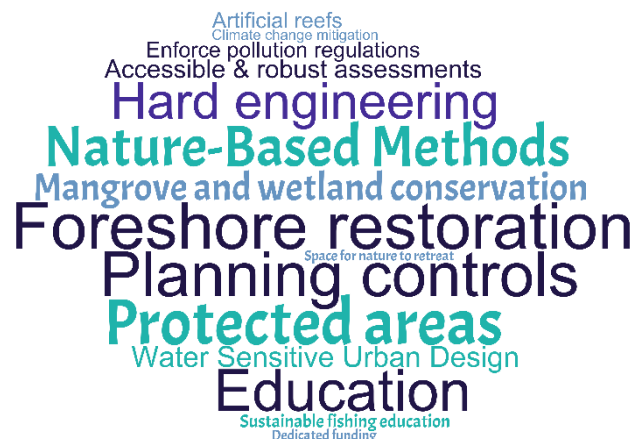 Artificial reefs
Climate change mitigation
Enforce pollution regulations
Accessible & robust assessments
Hard engineering
Nature-Based Methods
Mangrove and wetland conservation
Foreshore restoration
Space for nature to retreat
Planning controls
Protected areas
Water Sensitive Urban Design
Education
Sustainable fishing education
Dedicated funding